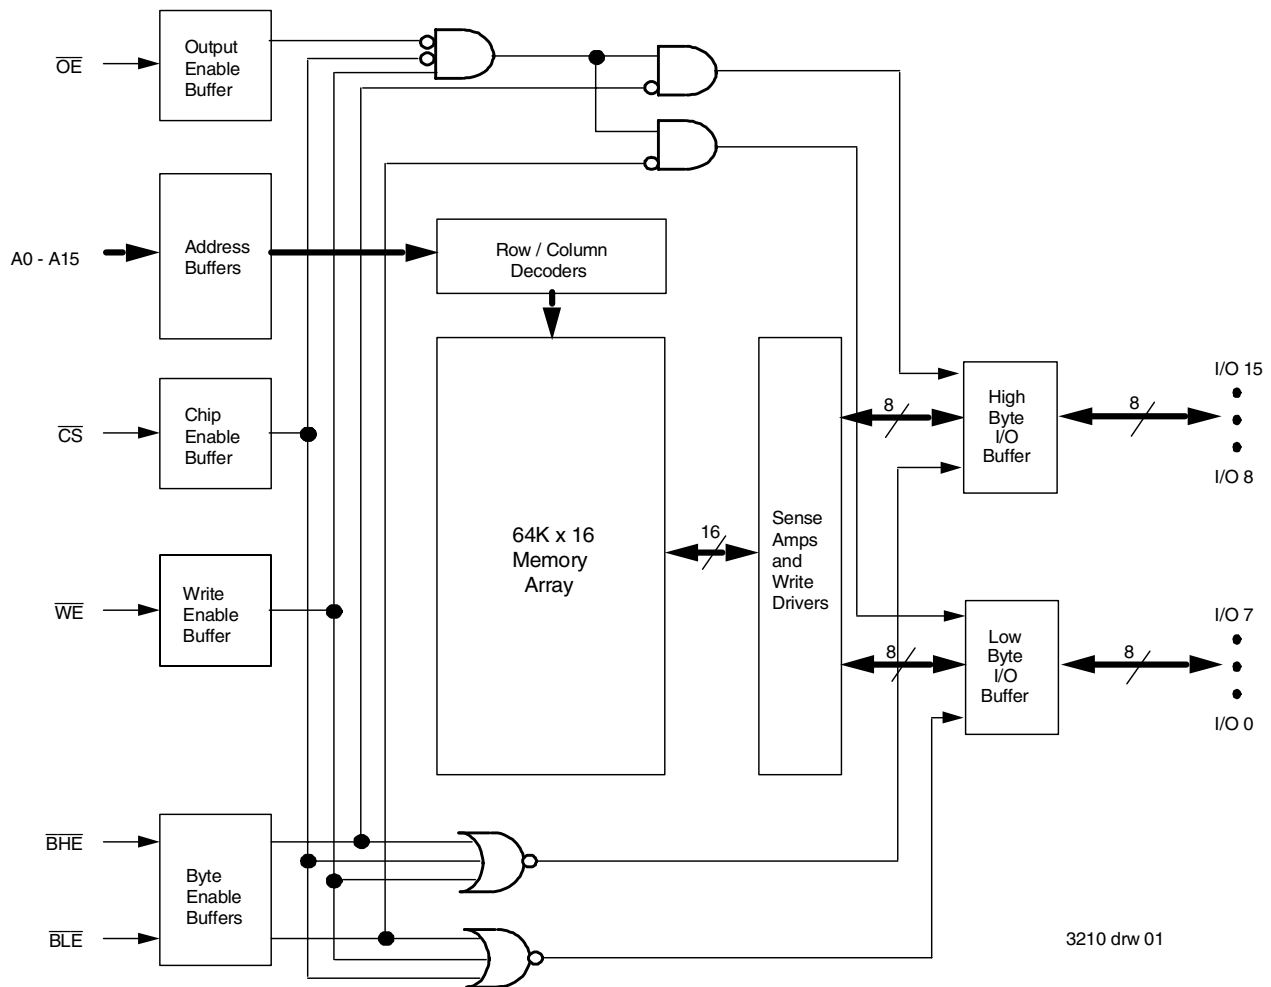 OE
Output
Enable
Buffer
A0 - A15
Address
Buffers
Row / Column
Decoders
CS
Chip
Enable
Buffer
WE
Write
Enable
Buffer
64K x 16
Memory
Array
16
Sense
Amps
and
Write
Drivers
8
High
Byte
I/O
Buffer
8
I/O 15
I/O 8
8
Low
Byte
I/O
Buffer
8
I/O 7
I/O 0
BHE
Byte
Enable
Buffers
BLE
3210 drw 01